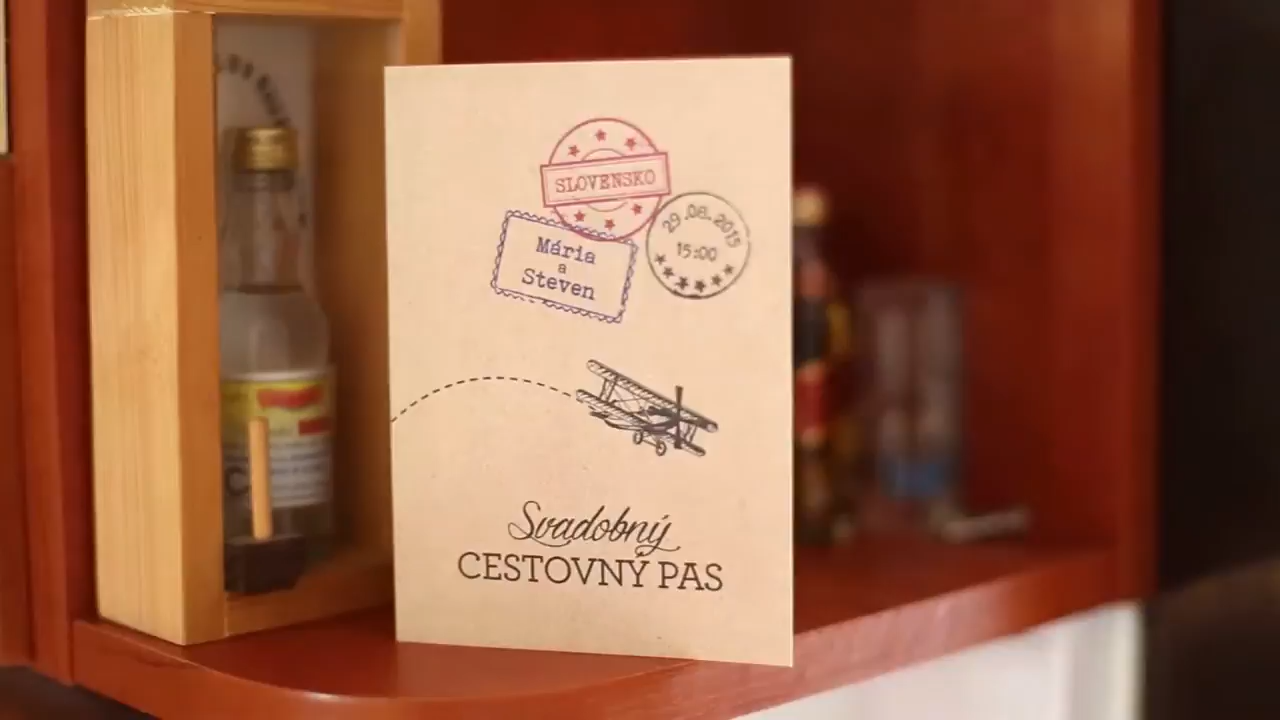 SLOVENSKO
29.08.2015
15:00
Mária
a
Steven
Svadobný
CESTOVNÝ PAS